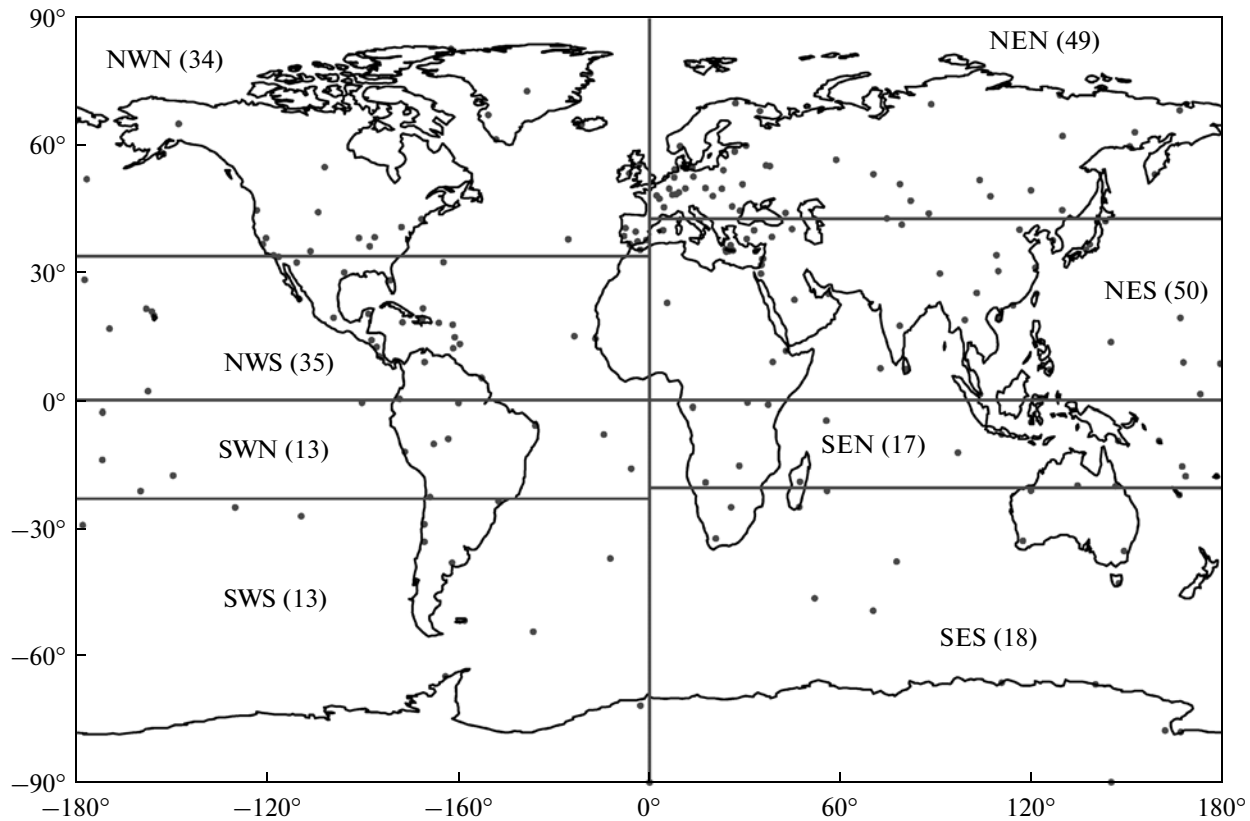 90°
NEN (49)
NWN (34)
60°
30°
NES (50)
NWS (35)
0°
SWN (13)
SEN (17)
−30°
SWS (13)
SES (18)
−60°
−90°
−180°
−120°
−160°
0°
60°
120°
180°